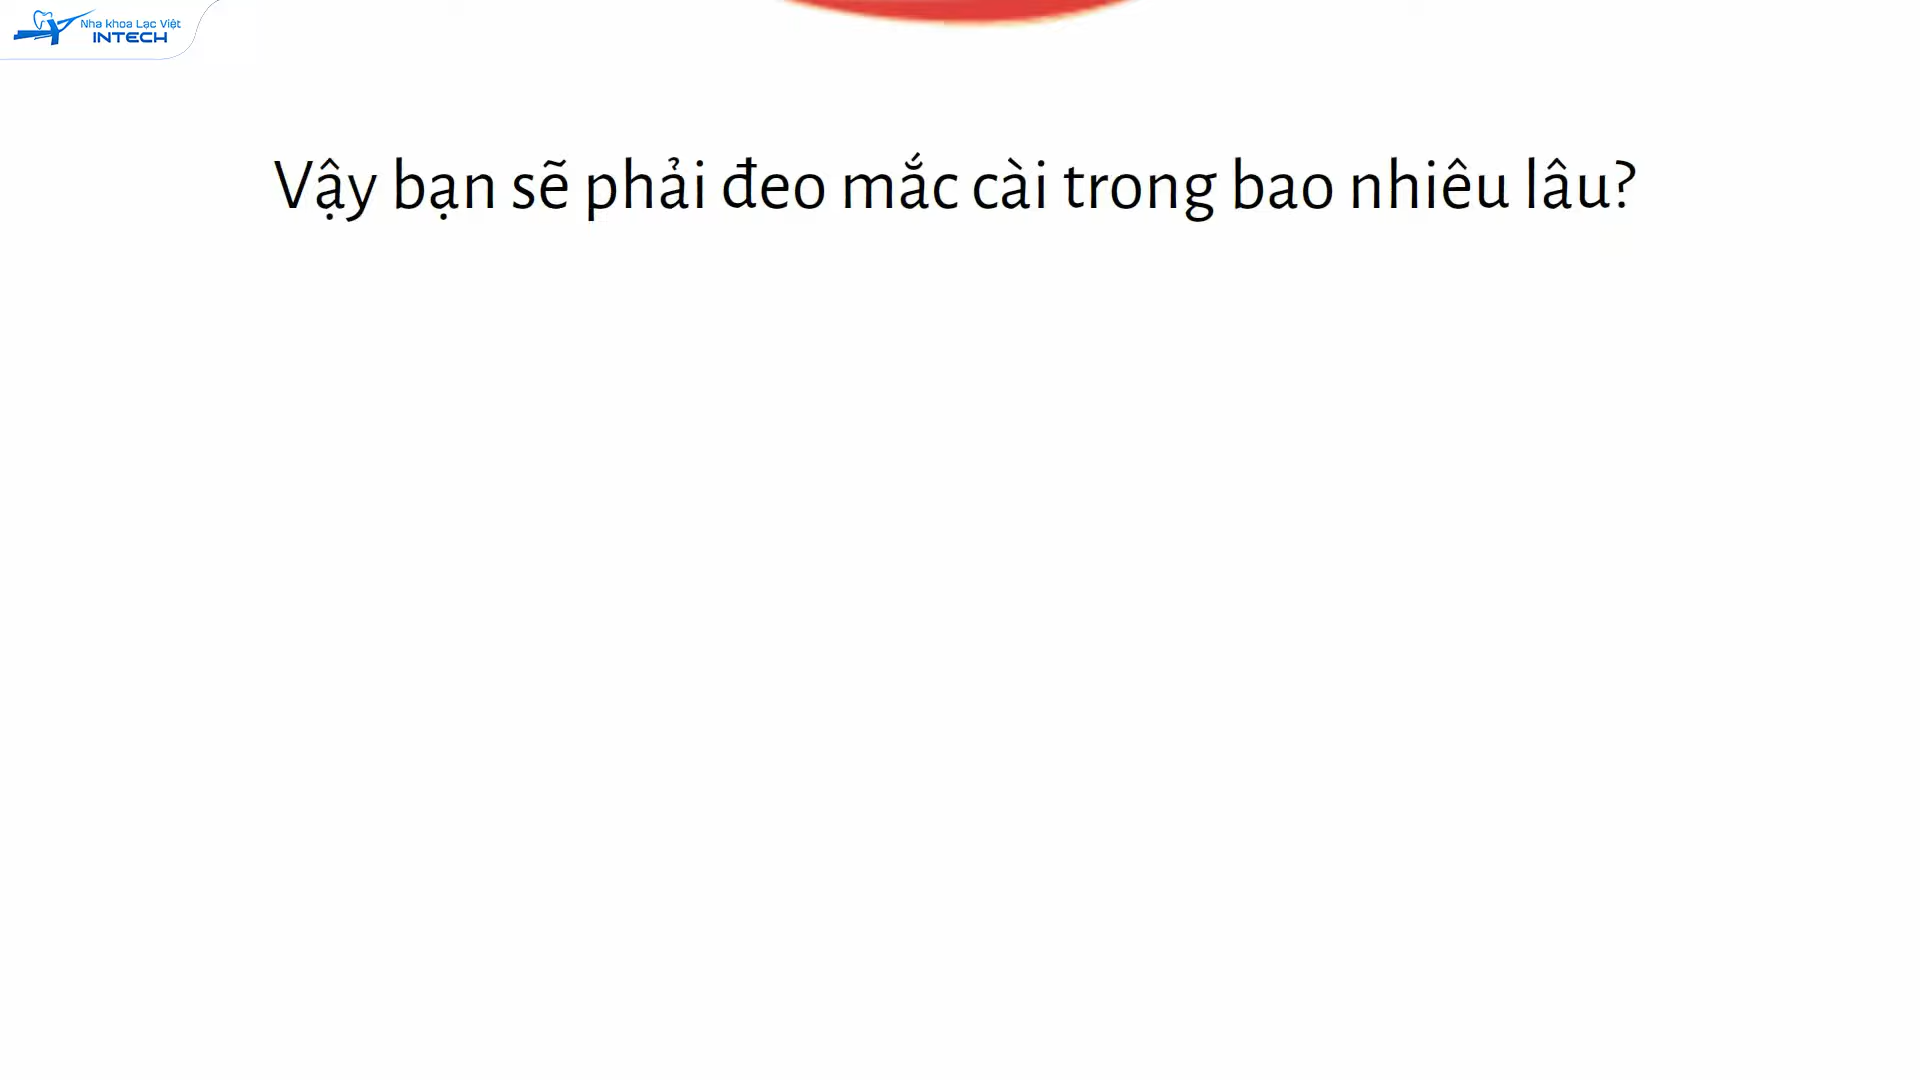 Nha khoa Lạc Việt
INTECH
Vậy bạn sẽ phải đeo mắc cài trong bao nhiêu lâu?